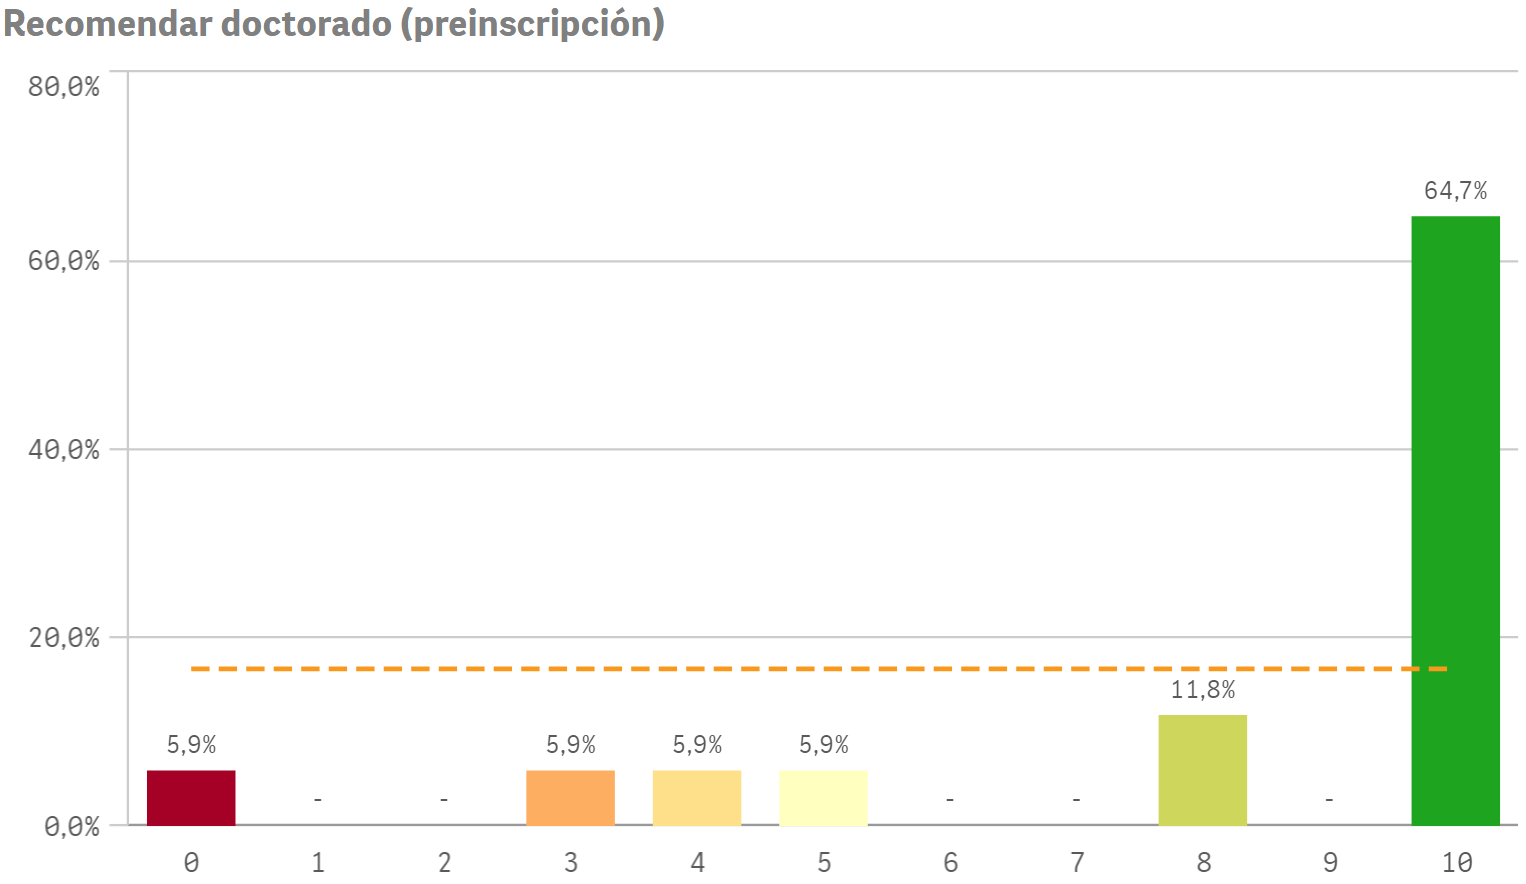 Recomendar doctorado (preinscripción)
80,0%
60,0%
40,0%
20,0%
0,0%
64,7%
11,8%
5,9% - - 5,9% 5,9% 5,9% - - -
0 1 2 3 4 5 6 7 8 9 10